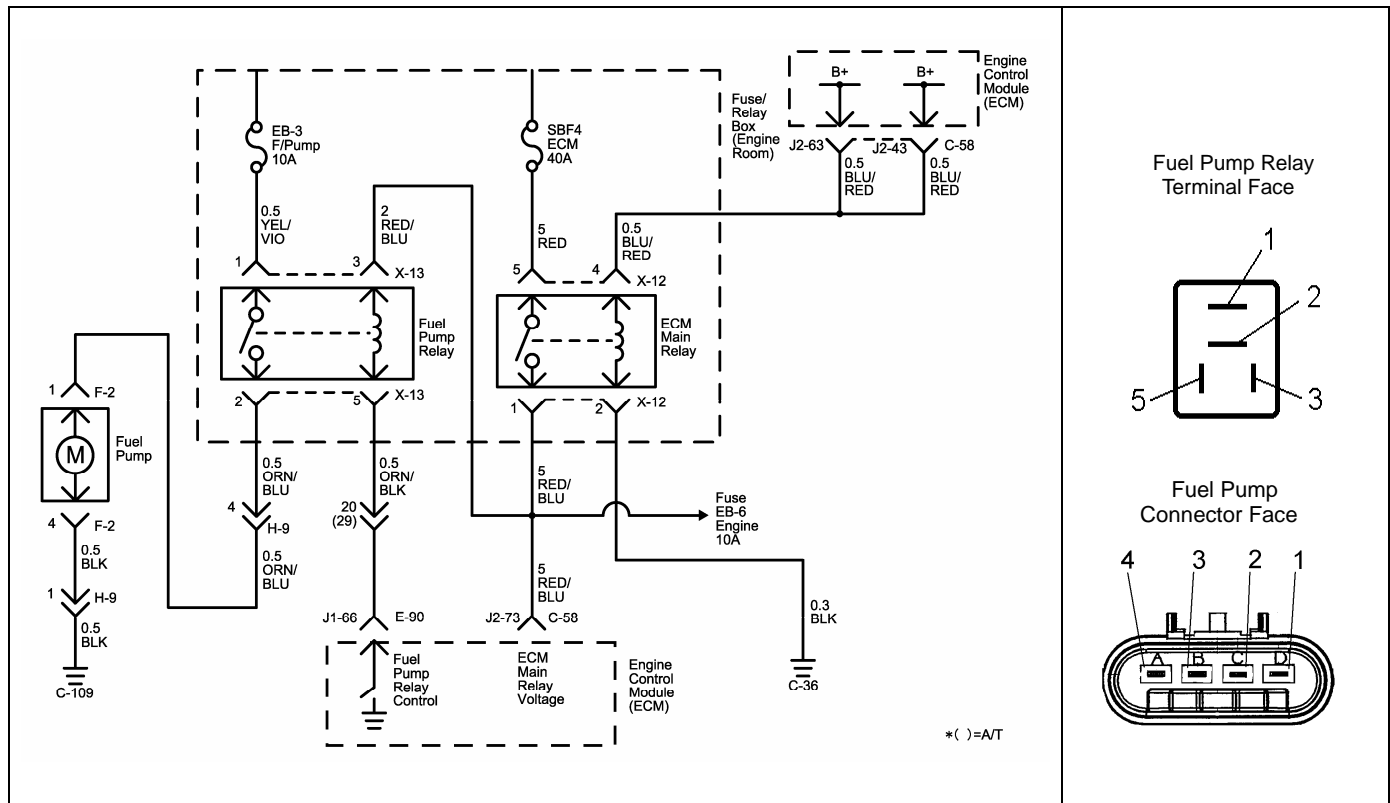 EB-3
F/Pump
10A
SBF4
ECM
40A
Fuse/
Relay
Box
(Engine
Room)
B+
B+
Engine
Control
Module
(ECM)
J2-63
J2-43
C-58
0.5
BLU/
RED
0.5
BLU/
RED
0.5
YEL/
VIO
2
RED/
BLU
5
RED
0.5
BLU/
RED
1
3
X-13
5
4
X-12
Fuel
Pump
Relay
ECM
Main
Relay
2
5
X-13
1
2
X-12
1
F-2
M
Fuel
Pump
4
F-2
0.5
BLK
1
H-9
0.5
BLK
C-109
0.5
ORN/
BLU
4
H-9
0.5
ORN/
BLU
0.5
ORN/
BLK
20
(29)
J1-66
E-90
5
RED/
BLU
Fuse
EB-6
Engine
10A
5
RED/
BLU
J2-73
C-58
0.3
BLK
C-36
Fuel
Pump
Relay
Control
ECM
Main
Relay
Voltage
Engine
Control
Module
(ECM)
*( )=A/T
Fuel Pump Relay
Terminal Face
1
2
5
3
Fuel Pump
Connector Face
4 3 2 1
A B C D